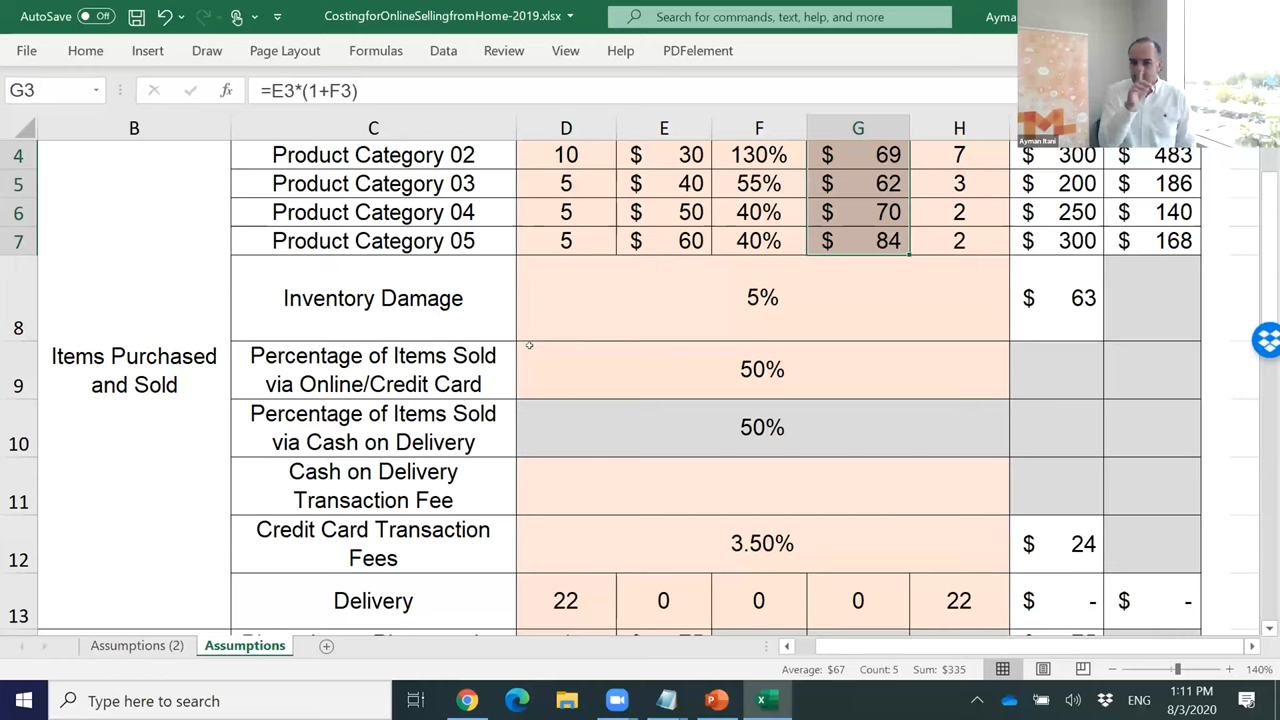 AutoSave Off CostingforOnlineSellingfromHome-2019.xlsx Search for commands, text, help, and more Ayman
File Home Insert Draw Page Layout Formulas Data Review View Help PDFelement
G3 fx =E3*(1+F3)
Ayman Itani
B C D E F G H
4 Product Category 02 10 $ 30 130% $ 69 7 $ 300 $ 483
5 Product Category 03 5 $ 40 55% $ 62 3 $ 200 $ 186
6 Product Category 04 5 $ 50 40% $ 70 2 $ 250 $ 140
7 Product Category 05 5 $ 60 40% $ 84 2 $ 300 $ 168
8 Inventory Damage 5% $ 63
Items Purchased
and Sold
9 Percentage of Items Sold
via Online/Credit Card 50%
10 Percentage of Items Sold
via Cash on Delivery 50%
11 Cash on Delivery
Transaction Fee
12 Credit Card Transaction
Fees 3.50% $ 24
13 Delivery 22 0 0 0 22 $ - $ -
Assumptions (2) Assumptions
Average: $67 Count: 5 Sum: $335 140%
Type here to search ENG 1:11 PM
8/3/2020